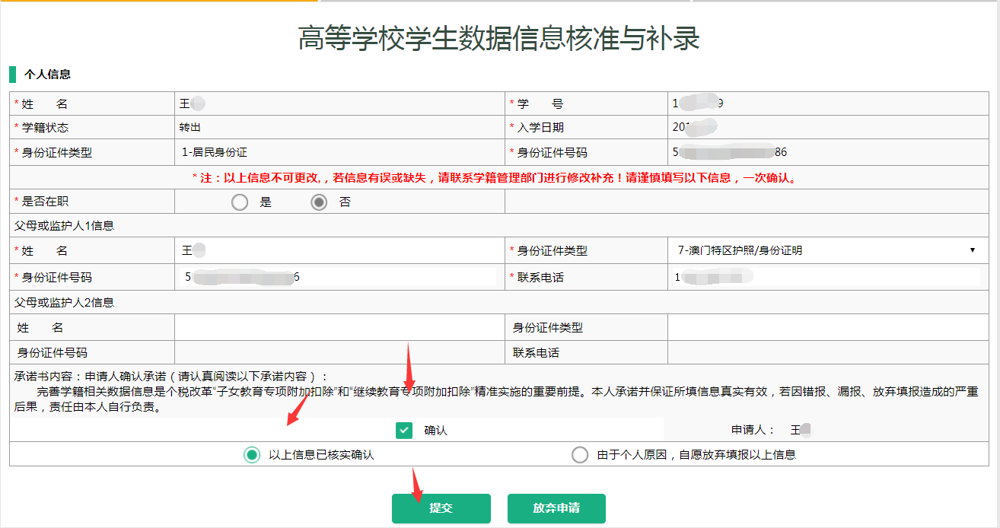 高等学校学生数据信息核准与补录
个人信息
* 姓 名 王 * 学 号 1 9
* 学籍状态 转出 * 入学日期 20
* 身份证件类型 1-居民身份证 * 身份证件号码 5 86
* 注：以上信息不可更改,，若信息有误或缺失，请联系学籍管理部门进行修改补充！请谨慎填写以下信息，一次确认。
* 是否在职 是 否
父母或监护人1信息
* 姓 名 王 * 身份证件类型 7-澳门特区护照/身份证明
* 身份证件号码 5 6 * 联系电话 1
父母或监护人2信息
姓 名 身份证件类型
身份证件号码 联系电话
承诺书内容：申请人确认承诺（请认真阅读以下承诺内容）：
完善学籍相关数据信息是个税改革“子女教育专项附加扣除”和“继续教育专项附加扣除”精准实施的重要前提。本人承诺并保证所填信息真实有效，若因错报、漏报、放弃填报造成的严重
后果，责任由本人自行负责。
确认 申请人： 王
以上信息已核实确认 由于个人原因，自愿放弃填报以上信息
提交 放弃申请